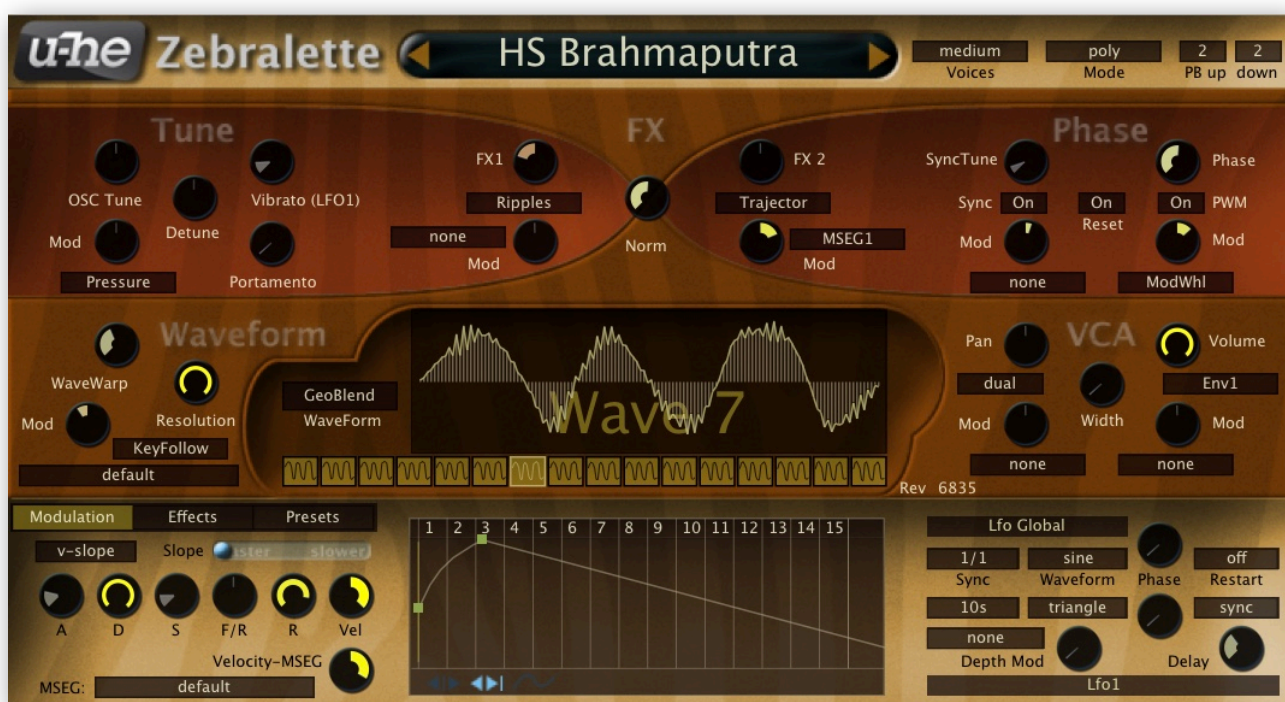 u-he Zebralette
HS Brahmaputra
medium poly 2 2
Voices Mode PB up down
Tune FX Phase
FX1 FX 2 SyncTune Phase
OSC Tune Vibrato (LFO1) Ripples Trajector Sync On On On PWM
Detune Reset
Mod none Norm MSEG1 Mod Mod
Mod Mod
Pressure Portamento none ModWhl
Waveform VCA
Pan Volume
WaveWarp dual Env1
GeoBlend
Resolution WaveForm Wave 7 Width
Mod Mod Mod
KeyFollow
default none none
Rev 6835
Modulation Effects Presets
1 2 3 4 5 6 7 8 9 10 11 12 13 14 15
Lfo Global
v-slope Slope slower 1/1 sine off
Sync Waveform Phase Restart
10s triangle sync
A D S F/R R Vel
none
Velocity-MSEG Depth Mod Delay
MSEG: default Lfo1